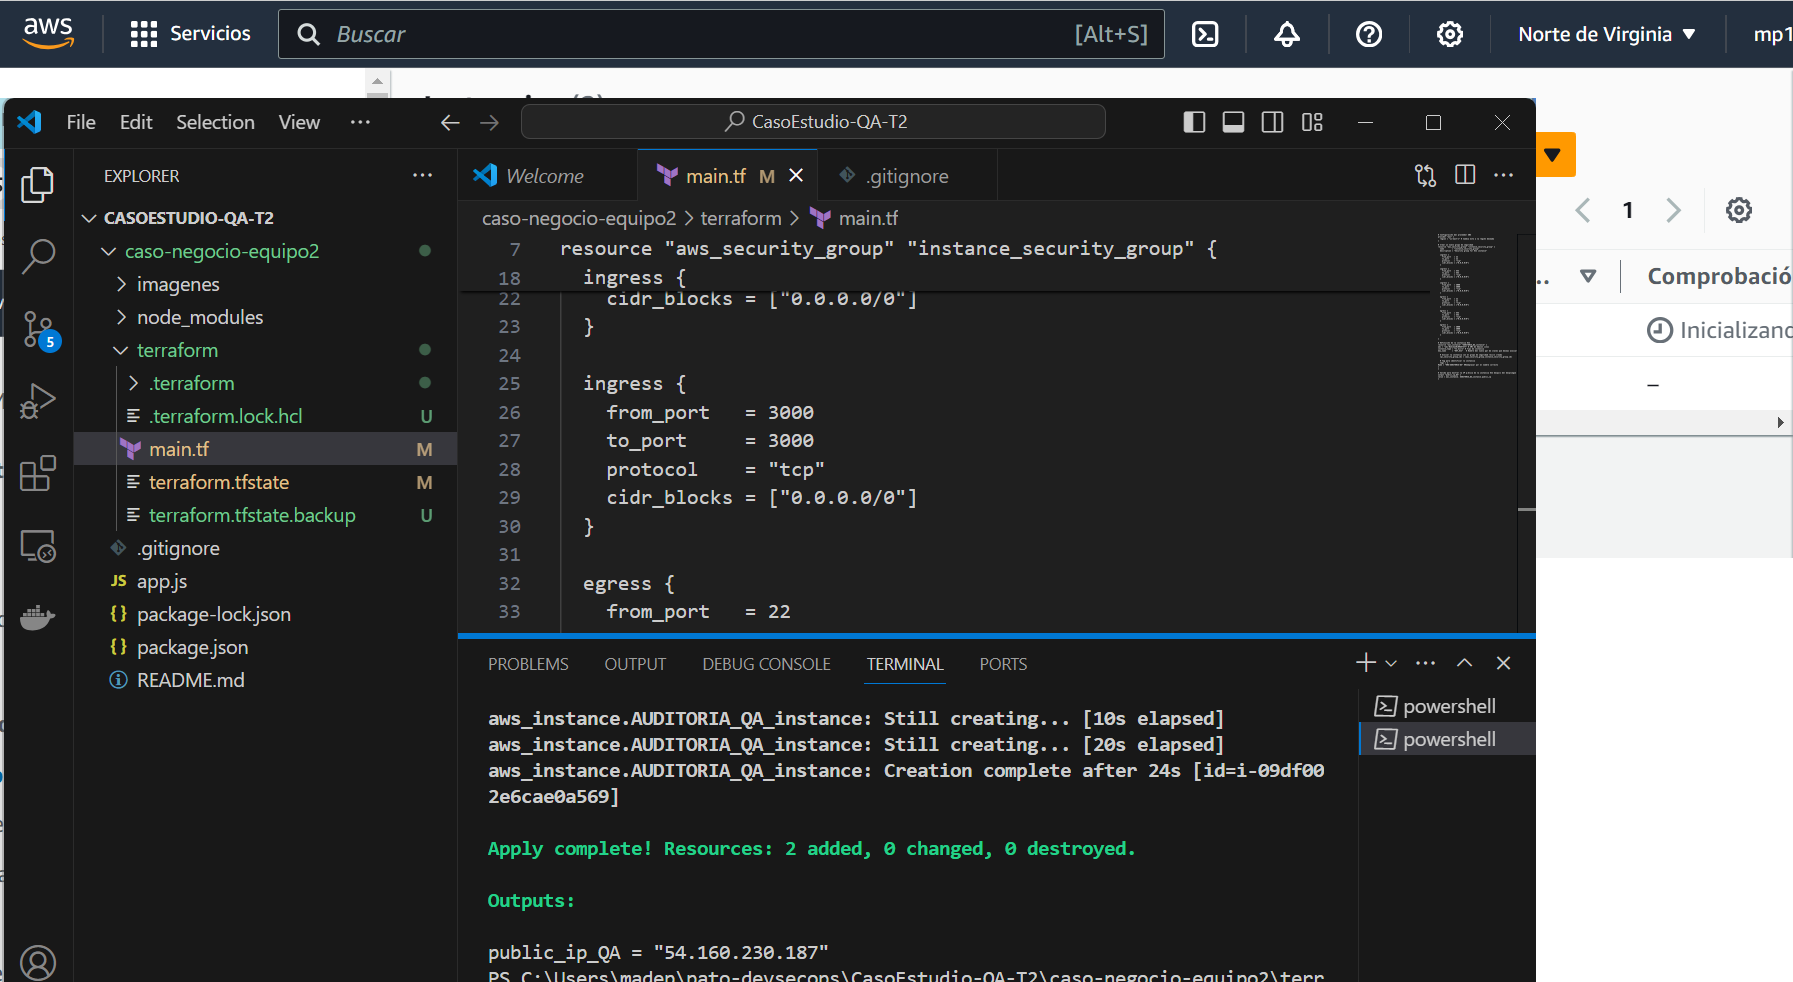 aws
Servicios
Buscar
[Alt+S]
Norte de Virginia
File Edit Selection View ...
CasoEstudio-QA-T2
EXPLORER
CASOESTUDIO-QA-T2
caso-negocio-equipo2
imagenes
node_modules
terraform
.terraform
.terraform.lock.hcl U
main.tf M
terraform.tfstate M
terraform.tfstate.backup U
.gitignore
JS app.js
{} package-lock.json
{} package.json
README.md
5
Welcome
main.tf M
.gitignore
caso-negocio-equipo2 > terraform > main.tf
7 resource "aws_security_group" "instance_security_group" {
18 ingress {
22 cidr_blocks = ["0.0.0.0/0"]
23 }
24
25 ingress {
26 from_port = 3000
27 to_port = 3000
28 protocol = "tcp"
29 cidr_blocks = ["0.0.0.0/0"]
30 }
31
32 egress {
33 from_port = 22
PROBLEMS OUTPUT DEBUG CONSOLE TERMINAL PORTS
aws_instance.AUDITORIA_QA_instance: Still creating... [10s elapsed]
aws_instance.AUDITORIA_QA_instance: Still creating... [20s elapsed]
aws_instance.AUDITORIA_QA_instance: Creation complete after 24s [id=i-09df00
2e6cae0a569]
Apply complete! Resources: 2 added, 0 changed, 0 destroyed.
Outputs:
public_ip_QA = "54.160.230.187"
PS C:\Users\madep\pato-devsecops\CasoEstudio-QA-T2\caso-negocio-equipo2\terr
powershell
powershell
1
Comprobació
Inicializand
–